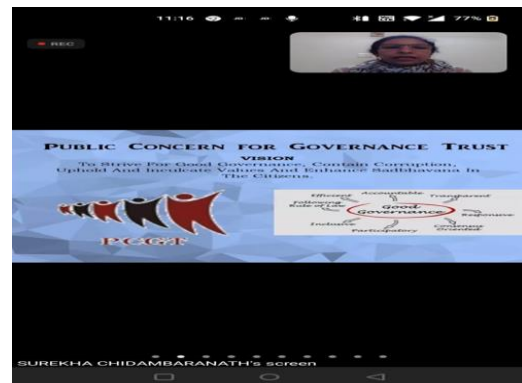 11:16
77%
REC
PUBLIC CONCERN FOR GOVERNANCE TRUST
VISION
To Strive For Good Governance, Contain Corruption,
Uphold And Inculcate Values And Enhance Sadbhavana In
The Citizens.
PCGT
Efficient
Accountable
Transparent
Following
Rule of Law
Good
Governance
Responsive
Inclusive
Participatory
Consensus
Oriented
SUREKHA CHIDAMBARANATH's screen